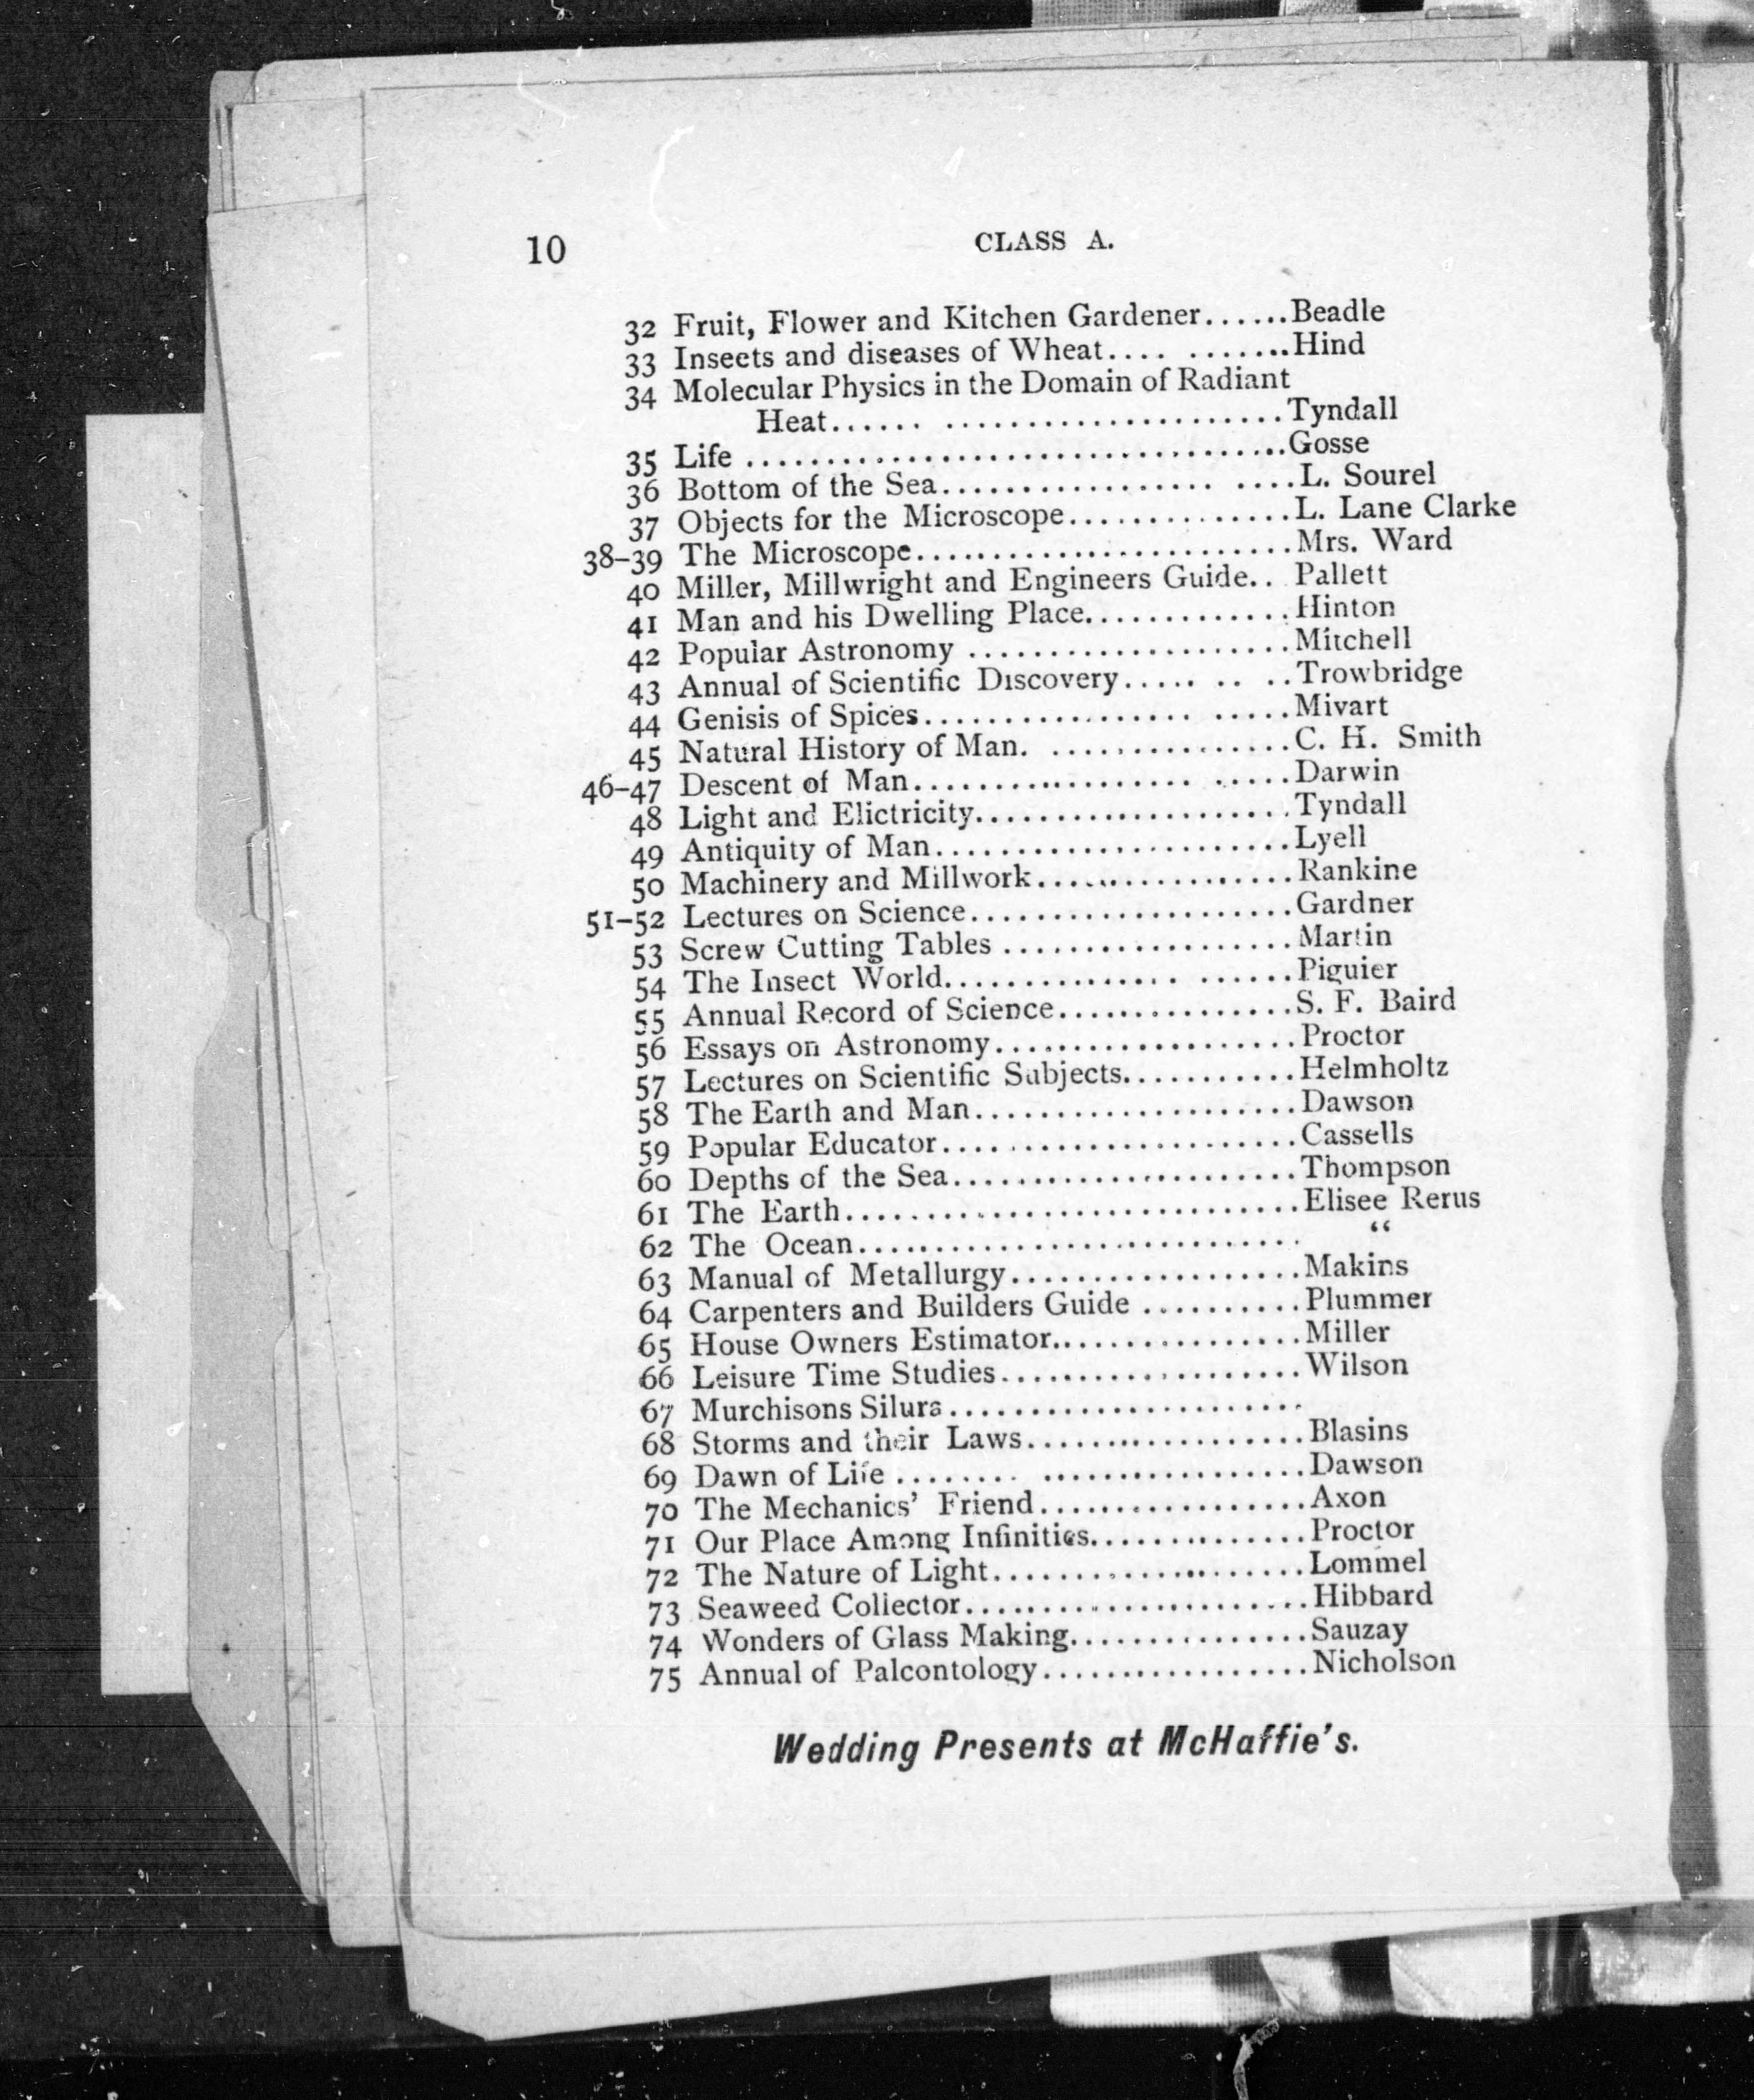 10
CLASS A.
32 Fruit, Flower and Kitchen Gardener......Beadle
33 Insects and diseases of Wheat.... .......Hind
34 Molecular Physics in the Domain of Radiant
Heat...... .....................Tyndall
35 Life ..................................Gosse
36 Bottom of the Sea................. ....L. Sourel
37 Objects for the Microscope..............L. Lane Clarke
38-39 The Microscope........................Mrs. Ward
40 Miller, Millwright and Engineers Guide.. Pallett
41 Man and his Dwelling Place.............Hinton
42 Popular Astronomy ....................Mitchell
43 Annual of Scientific Discovery..... .. ..Trowbridge
44 Genisis of Spices................. .....Mivart
45 Natural History of Man. ...............C. H. Smith
46-47 Descent of Man.................. .....Darwin
48 Light and Elictricity....................Tyndall
49 Antiquity of Man.......................Lyell
50 Machinery and Millwork.................Rankine
51-52 Lectures on Science.....................Gardner
53 Screw Cutting Tables ...................Martin
54 The Insect World............... ......Piguier
55 Annual Record of Science...............S. F. Baird
56 Essays on Astronomy...................Proctor
57 Lectures on Scientific Subjects...........Helmholtz
58 The Earth and Man.....................Dawson
59 Popular Educator.......................Cassells
60 Depths of the Sea......................Thompson
61 The Earth.............................Elisee Rerus
62 The Ocean............................ “
63 Manual of Metallurgy..................Makins
64 Carpenters and Builders Guide ..........Plummer
65 House Owners Estimator................Miller
66 Leisure Time Studies...................Wilson
67 Murchisons Silura.......................
68 Storms and their Laws..................Blasins
69 Dawn of Life ........ .................Dawson
70 The Mechanics’ Friend.................Axon
71 Our Place Among Infinities..............Proctor
72 The Nature of Light....................Lommel
73 Seaweed Collector......................Hibbard
74 Wonders of Glass Making...............Sauzay
75 Annual of Palcontology.................Nicholson
Wedding Presents at McHaffie's.